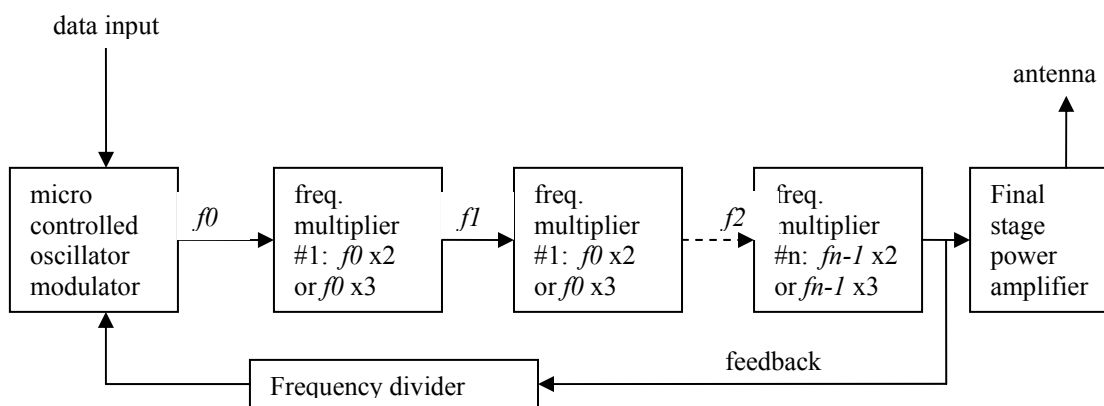 data input
antenna
micro
controlled
oscillator
modulator
f0
freq.
multiplier
#1: f0 x2
or f0 x3
f1
freq.
multiplier
#1: f0 x2
or f0 x3
f2
freq.
multiplier
#n: fn-1 x2
or fn-1 x3
Final
stage
power
amplifier
feedback
Frequency divider